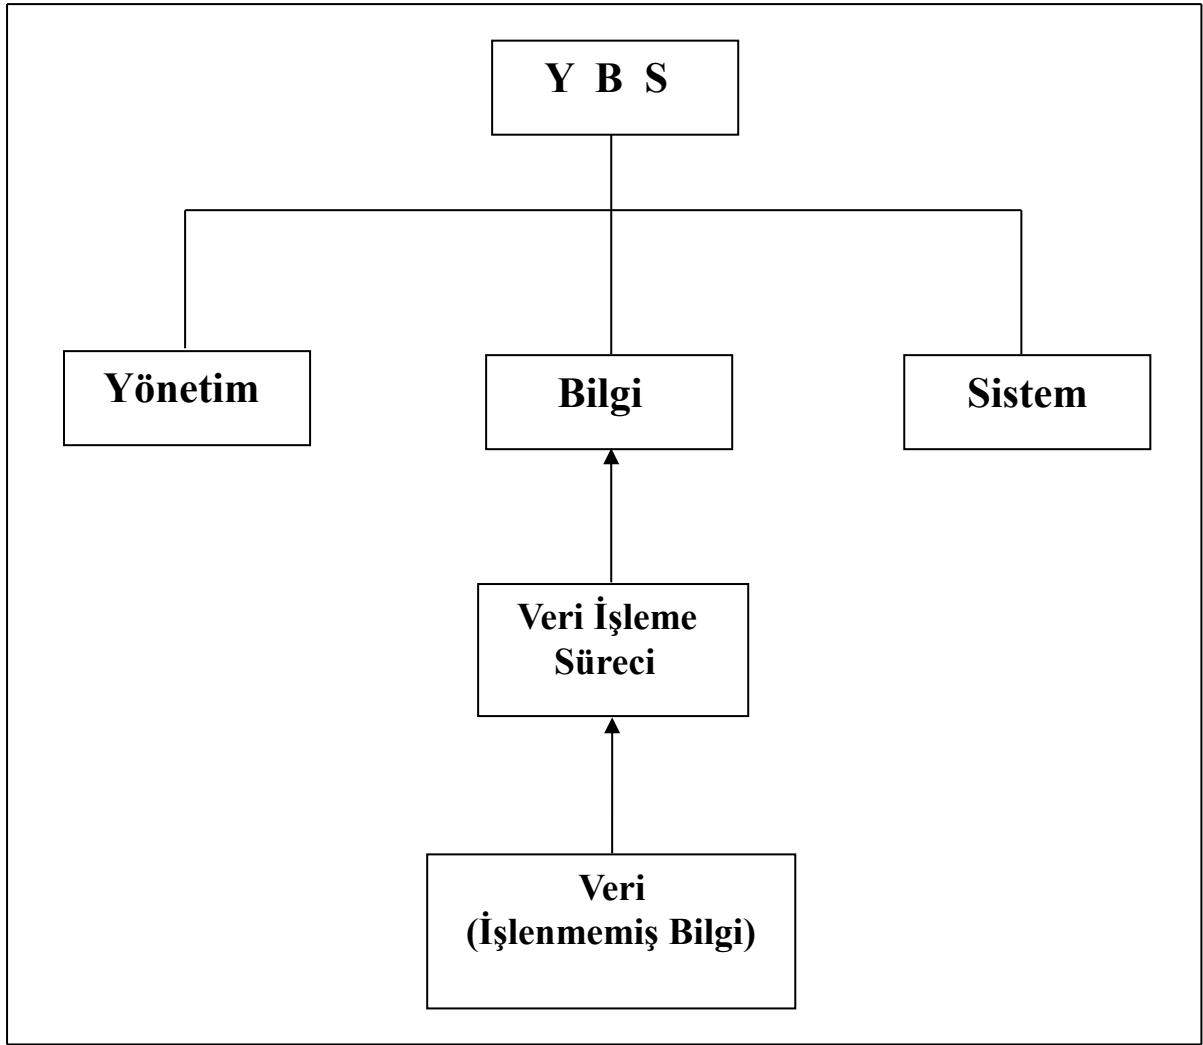 Y B S
Yönetim
Bilgi
Sistem
Veri İşleme
Süreci
Veri
(İşlenmemiş Bilgi)